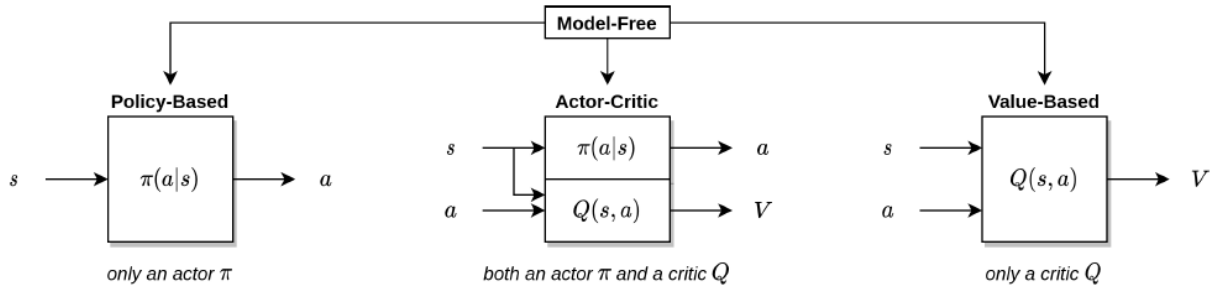 Model-Free
Policy-Based
s
π(a|s)
a
only an actor π
Actor-Critic
s
π(a|s)
a
a
Q(s, a)
V
both an actor π and a critic Q
Value-Based
s
Q(s, a)
V
a
only a critic Q